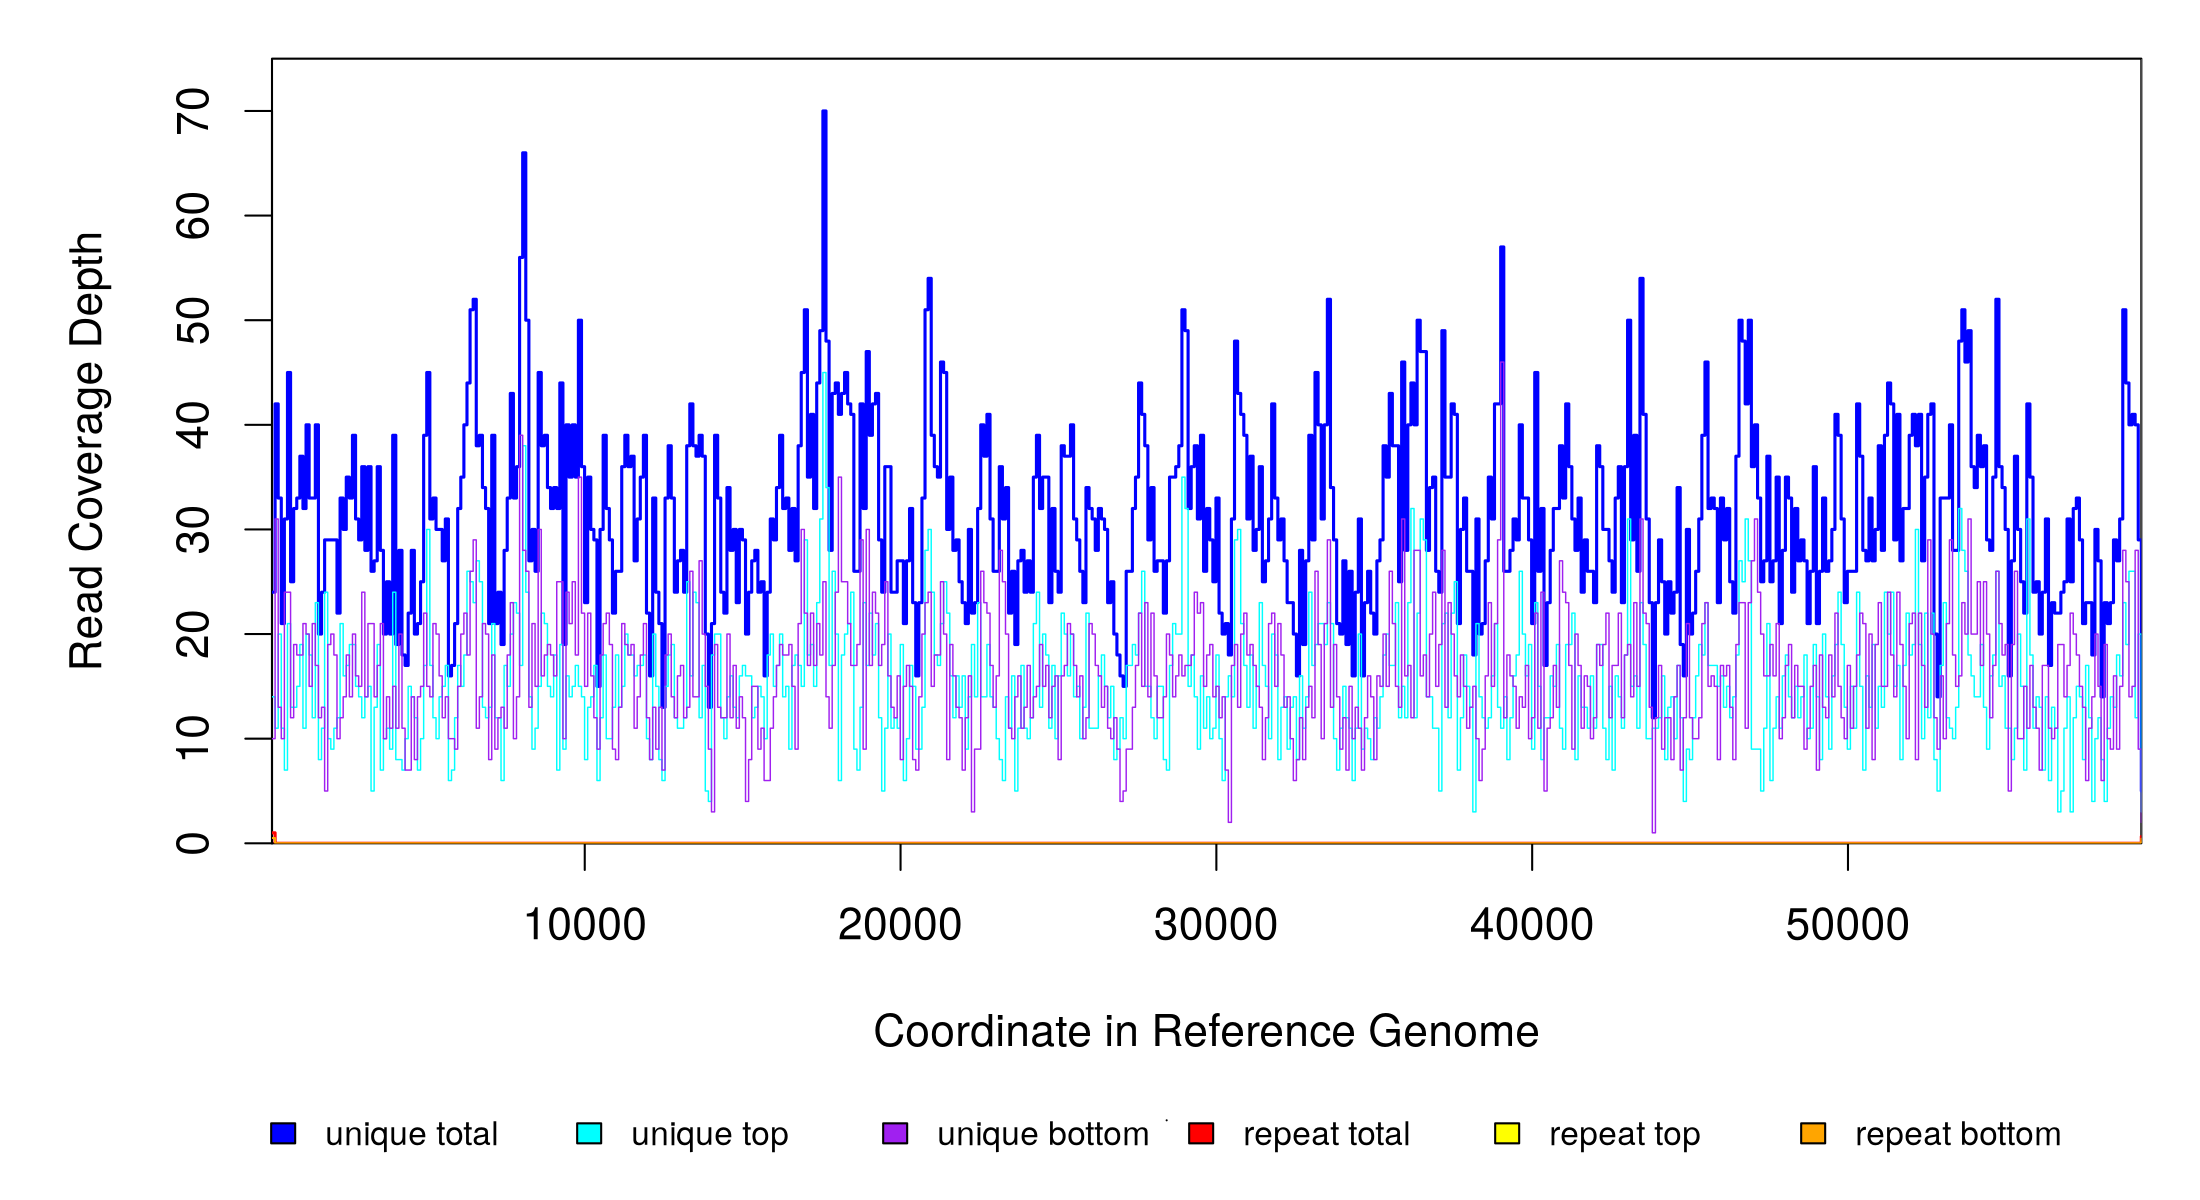 Read Coverage Depth
70
60
50
40
30
20
10
0
10000 20000 30000 40000 50000
Coordinate in Reference Genome
unique total unique top unique bottom repeat total repeat top repeat bottom